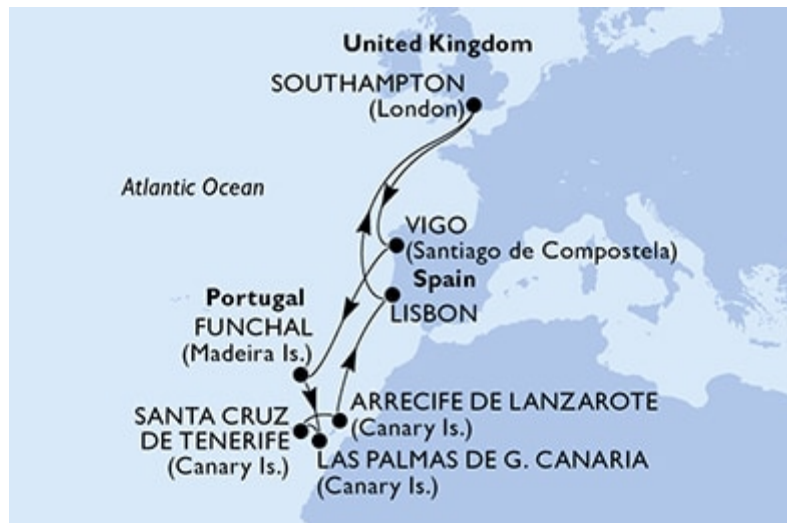 United Kingdom
SOUTHAMPTON
(London)
Atlantic Ocean
VIGO
(Santiago de Compostela)
Spain
LISBON
Portugal
FUNCHAL
(Madeira Is.)
ARRECIFE DE LANZAROTE
(Canary Is.)
SANTA CRUZ
DE TENERIFE
(Canary Is.)
LAS PALMAS DE G. CANARIA
(Canary Is.)